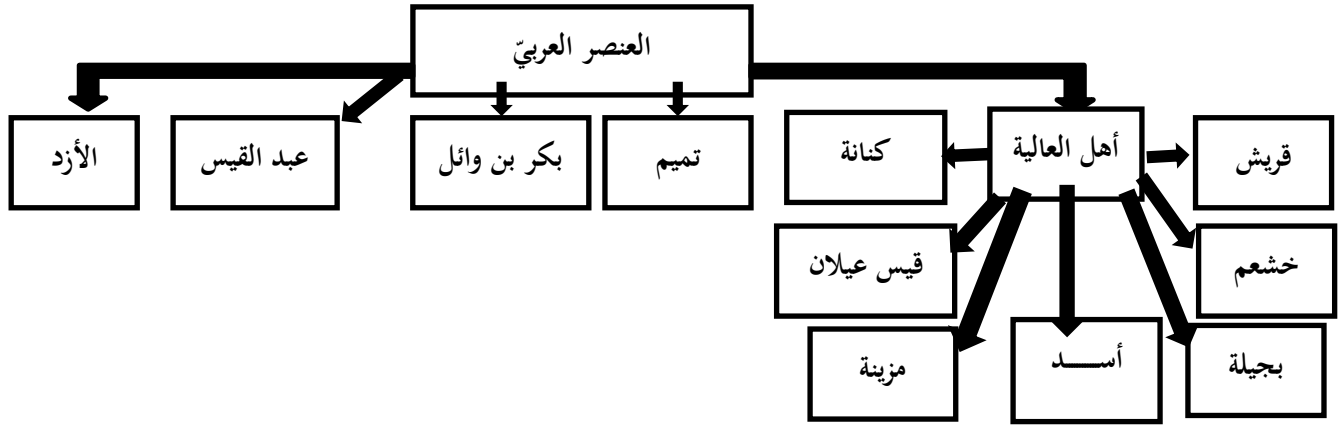 العنصر العربيّ
قريش
أهل العالية
كنانة
تميم
بكر بن وائل
عبد القيس
الأزد
خشعم
قيس عيلان
بجيلة
أســـد
مزينة